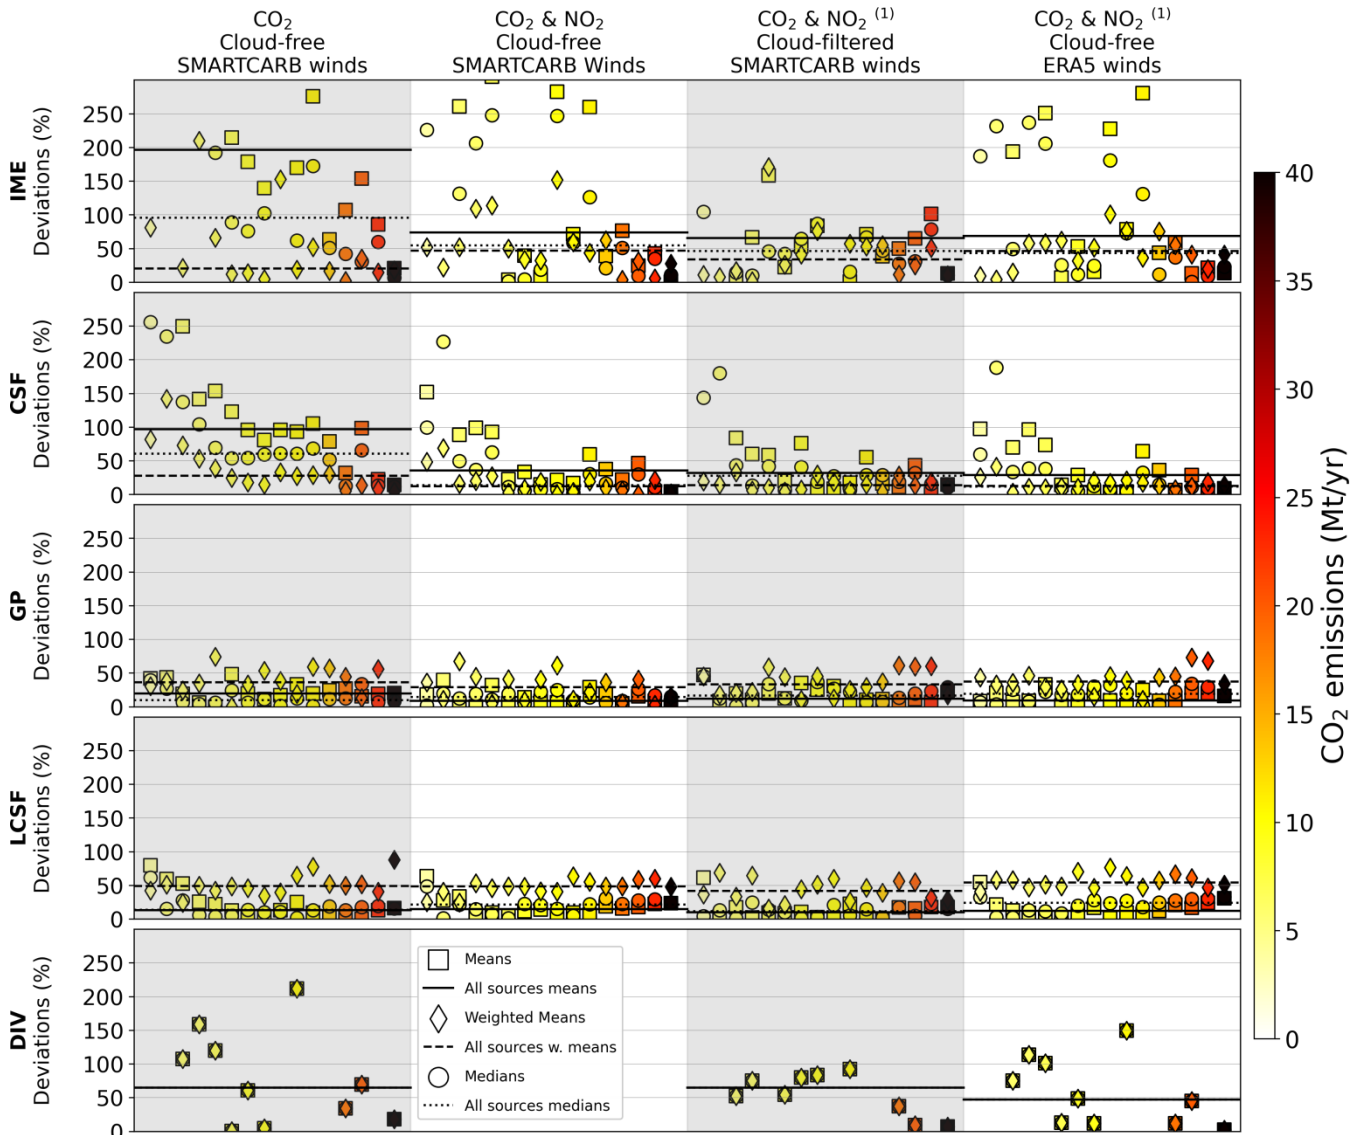 CO₂
Cloud-free
SMARTCARB winds
CO₂ & NO₂
Cloud-free
SMARTCARB Winds
CO₂ & NO₂ ⁽¹⁾
Cloud-filtered
SMARTCARB winds
CO₂ & NO₂ ⁽¹⁾
Cloud-free
ERA5 winds
IME
Deviations (%)
250
200
150
100
50
0
CSF
Deviations (%)
250
200
150
100
50
0
GP
Deviations (%)
250
200
150
100
50
0
LCSF
Deviations (%)
250
200
150
100
50
0
DIV
Deviations (%)
250
200
150
100
50
0
Means
All sources means
Weighted Means
All sources w. means
Medians
All sources medians
40
35
30
25
20
15
10
5
0
CO₂ emissions (Mt/yr)